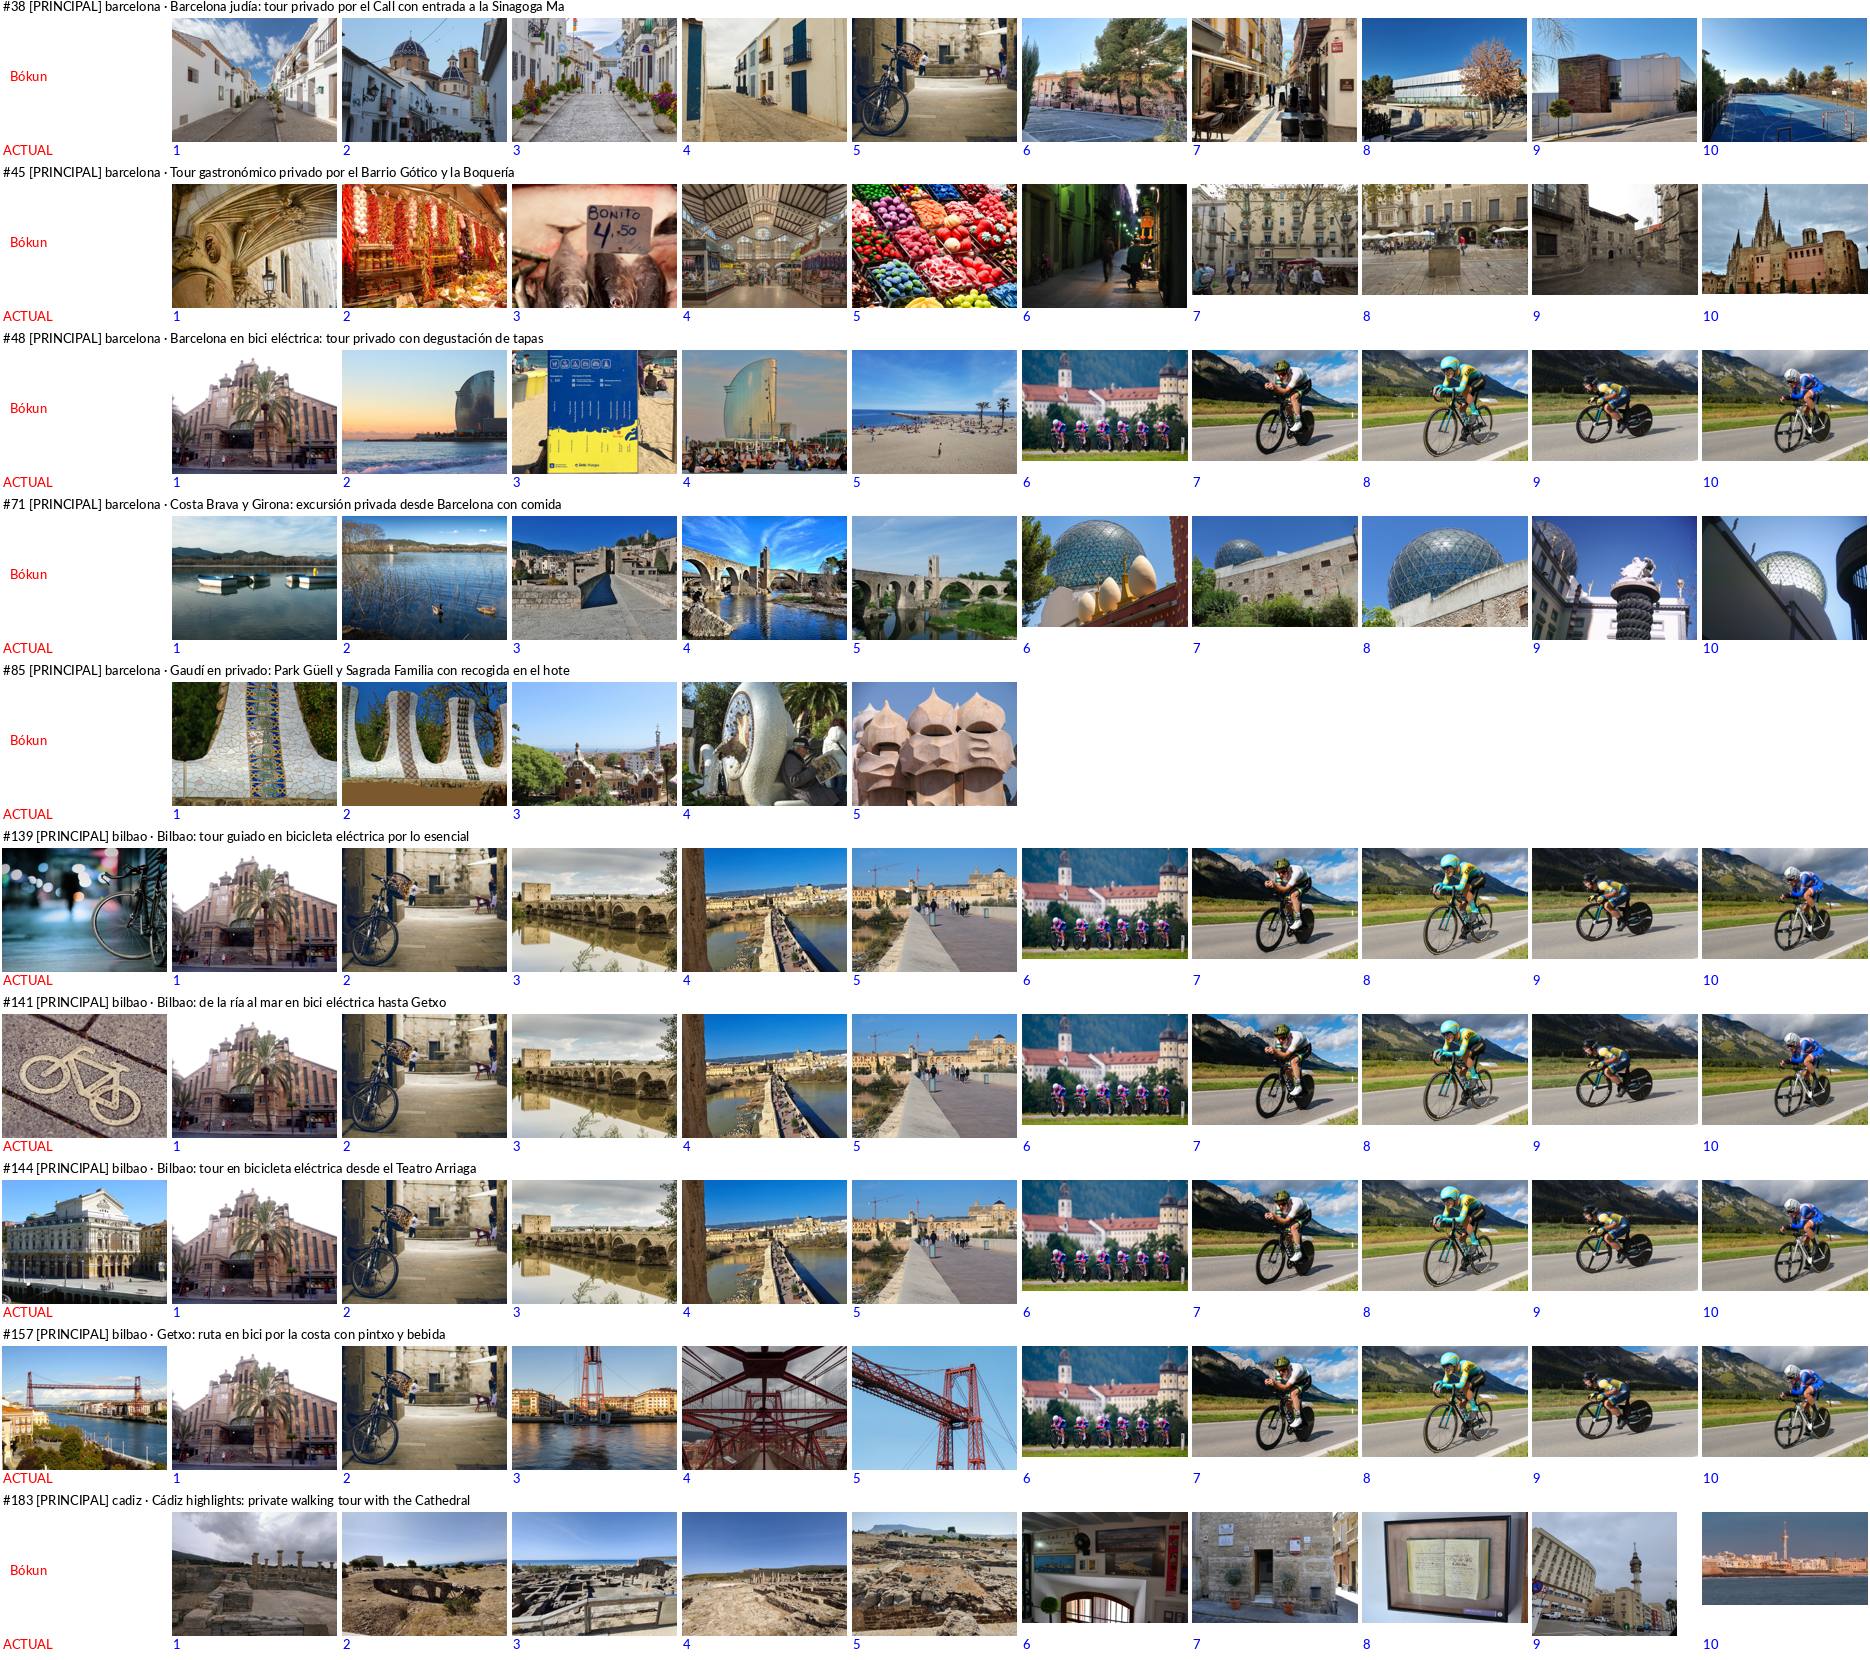 #38 [PRINCIPAL] barcelona · Barcelona judía: tour privado por el Call con entrada a la Sinagoga Ma
Bókun
ACTUAL 1 2 3 4 5 6 7 8 9 10
#45 [PRINCIPAL] barcelona · Tour gastronómico privado por el Barrio Gótico y la Boquería
BONITO
4,50
Bókun
ACTUAL 1 2 3 4 5 6 7 8 9 10
#48 [PRINCIPAL] barcelona · Barcelona en bici eléctrica: tour privado con degustación de tapas
Bókun
ACTUAL 1 2 3 4 5 6 7 8 9 10
#71 [PRINCIPAL] barcelona · Costa Brava y Girona: excursión privada desde Barcelona con comida
Bókun
ACTUAL 1 2 3 4 5 6 7 8 9 10
#85 [PRINCIPAL] barcelona · Gaudí en privado: Park Güell y Sagrada Familia con recogida en el hote
Bókun
ACTUAL 1 2 3 4 5
#139 [PRINCIPAL] bilbao · Bilbao: tour guiado en bicicleta eléctrica por lo esencial
ACTUAL 1 2 3 4 5 6 7 8 9 10
#141 [PRINCIPAL] bilbao · Bilbao: de la ría al mar en bici eléctrica hasta Getxo
ACTUAL 1 2 3 4 5 6 7 8 9 10
#144 [PRINCIPAL] bilbao · Bilbao: tour en bicicleta eléctrica desde el Teatro Arriaga
ACTUAL 1 2 3 4 5 6 7 8 9 10
#157 [PRINCIPAL] bilbao · Getxo: ruta en bici por la costa con pintxo y bebida
ACTUAL 1 2 3 4 5 6 7 8 9 10
#183 [PRINCIPAL] cadiz · Cádiz highlights: private walking tour with the Cathedral
Bókun
ACTUAL 1 2 3 4 5 6 7 8 9 10